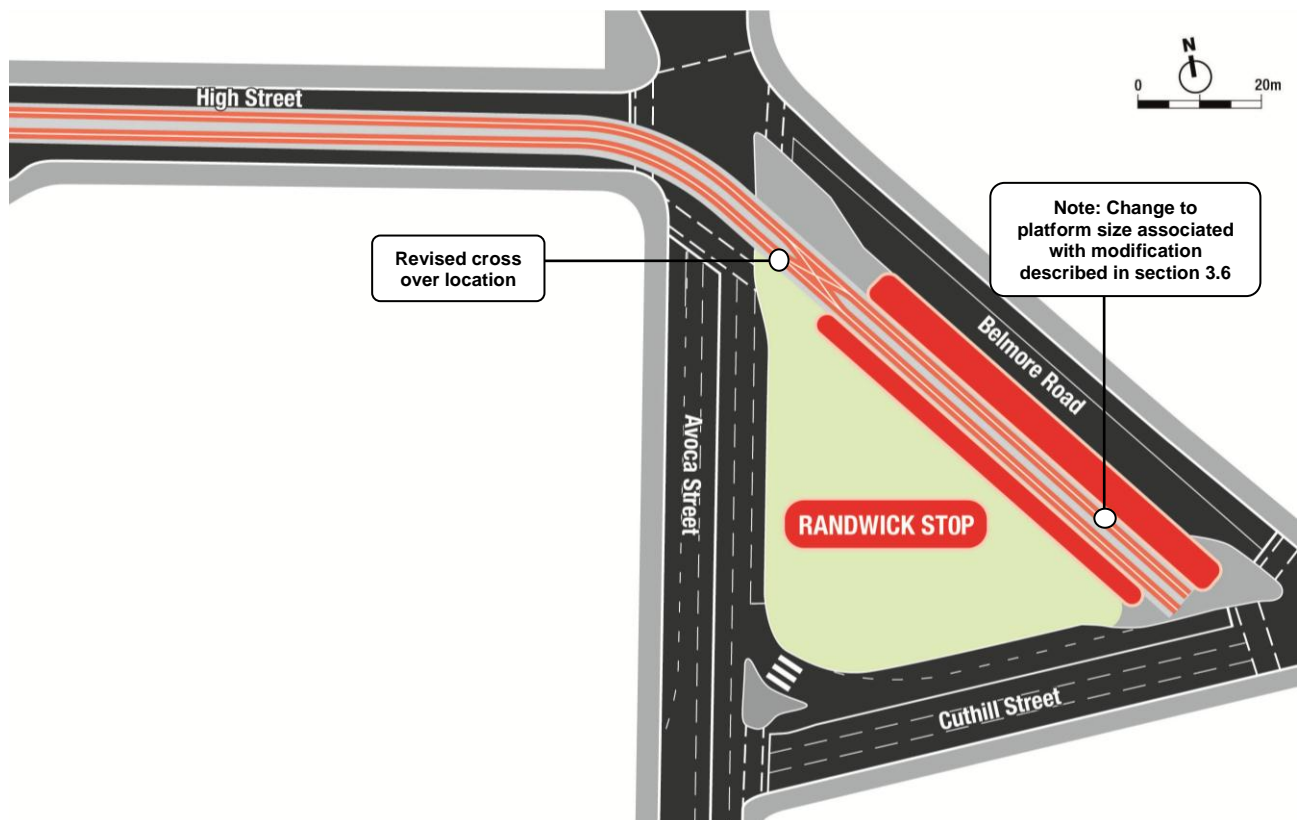 High Street
N
0
20m
Note: Change to
platform size associated
with modification
described in section 3.6
Revised cross
over location
Belmore Road
Avoca Street
RANDWICK STOP
Cuthill Street